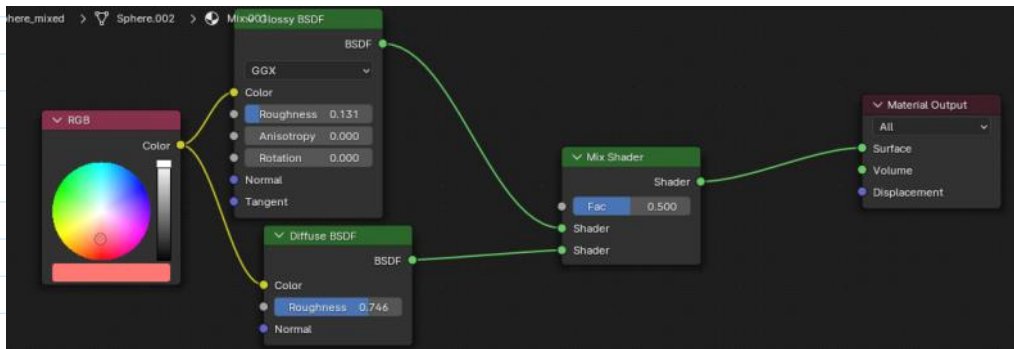 here_mixed > Sphere.002 > Mix.001
Glossy BSDF
BSDF
GGX
Color
Roughness 0.131
Anisotropy 0.000
Rotation 0.000
Normal
Tangent
RGB
Color
Diffuse BSDF
BSDF
Color
Roughness 0.746
Normal
Mix Shader
Shader
Fac 0.500
Shader
Shader
Material Output
All
Surface
Volume
Displacement